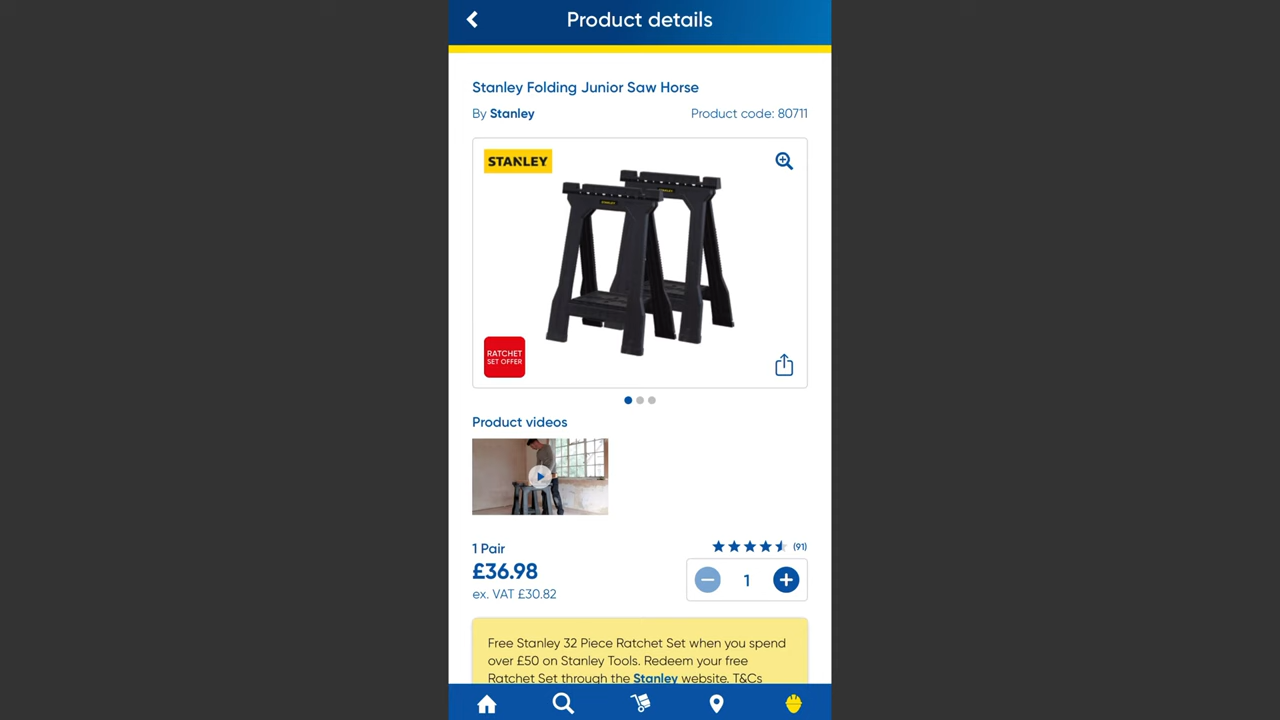 Product details
Stanley Folding Junior Saw Horse
By Stanley
Product code: 80711
STANLEY
RATCHET
SET OFFER
Product videos
1 Pair
(91)
£36.98
1
ex. VAT £30.82
Free Stanley 32 Piece Ratchet Set when you spend
over £50 on Stanley Tools. Redeem your free
Ratchet Set through the Stanley website. T&Cs